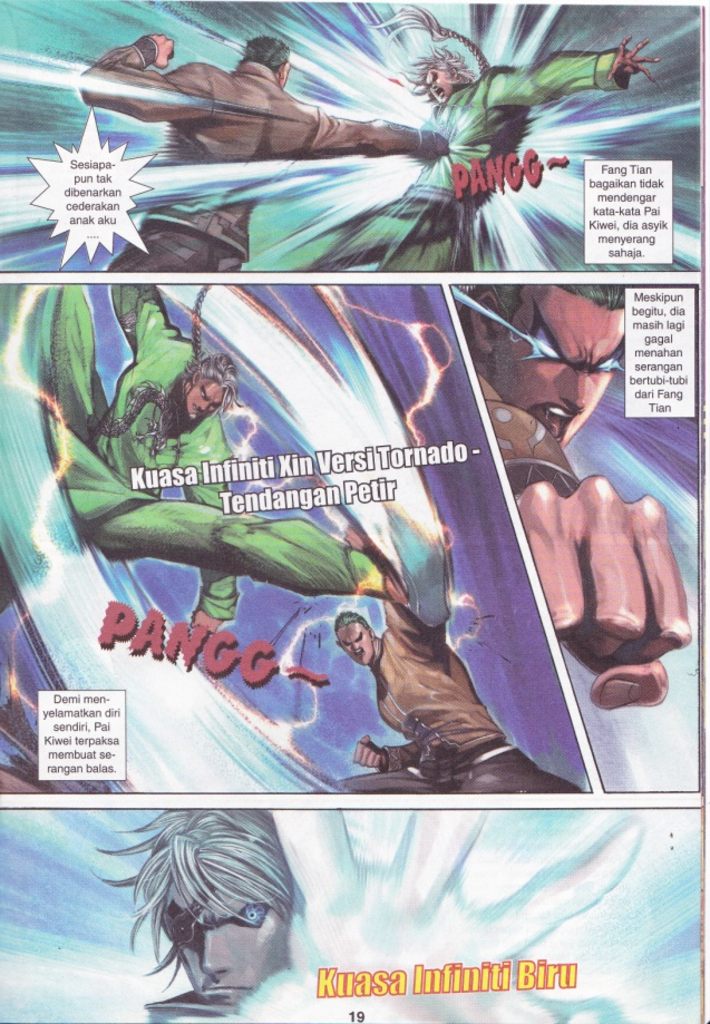 Sesiapa-
pun tak
dibenarkan
cederakan
anak aku
....
PANGG~
Fang Tian
bagaikan tidak
mendengar
kata-kata Pai
Kiwei, dia asyik
menyerang
sahaja.
Kuasa Infiniti Xin Versi Tornado -
Tendangan Petir
PANGG~
Demi men-
yelamatkan diri
sendiri, Pai
Kiwei terpaksa
membuat se-
rangan balas.
Meskipun
begitu, dia
masih lagi
gagal
menahan
serangan
bertubi-tubi
dari Fang
Tian
Kuasa Infiniti Biru
19